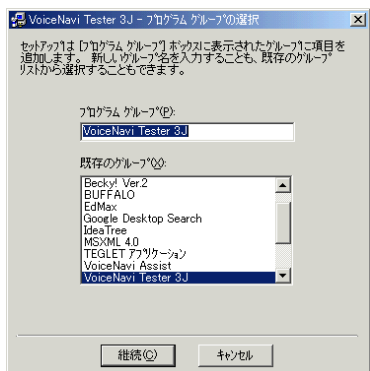 VoiceNavi Tester 3J - ﾌﾟﾛｸﾞﾗﾑ ｸﾞﾙｰﾌﾟの選択
ｾｯﾄｱｯﾌﾟは [ﾌﾟﾛｸﾞﾗﾑ ｸﾞﾙｰﾌﾟ] ﾎﾞｯｸｽに表示されたｸﾞﾙｰﾌﾟに項目を
追加します。 新しいｸﾞﾙｰﾌﾟ名を入力することも、既存のｸﾞﾙｰﾌﾟ
ﾘｽﾄから選択することもできます。
ﾌﾟﾛｸﾞﾗﾑ ｸﾞﾙｰﾌﾟ(P):
VoiceNavi Tester 3J
既存のｸﾞﾙｰﾌﾟ(X):
Becky! Ver.2
BUFFALO
EdMax
Google Desktop Search
IdeaTree
MSXML 4.0
TEGLET ｱﾌﾟﾘｹｰｼｮﾝ
VoiceNavi Assist
VoiceNavi Tester 3J
継続(C)
ｷｬﾝｾﾙ